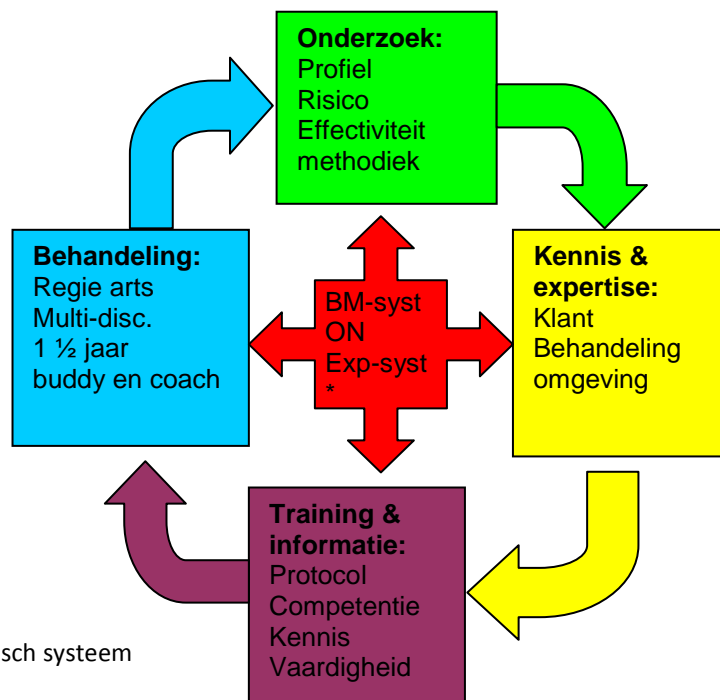 Onderzoek:
Profiel
Risico
Effectiviteit
methodiek
Behandeling:
Regie arts
Multi-disc.
1 ½ jaar
buddy en coach
BM-syst
ON
Exp-syst
*
Kennis &
expertise:
Klant
Behandeling
omgeving
Training &
informatie:
Protocol
Competentie
Kennis
Vaardigheid
sch systeem